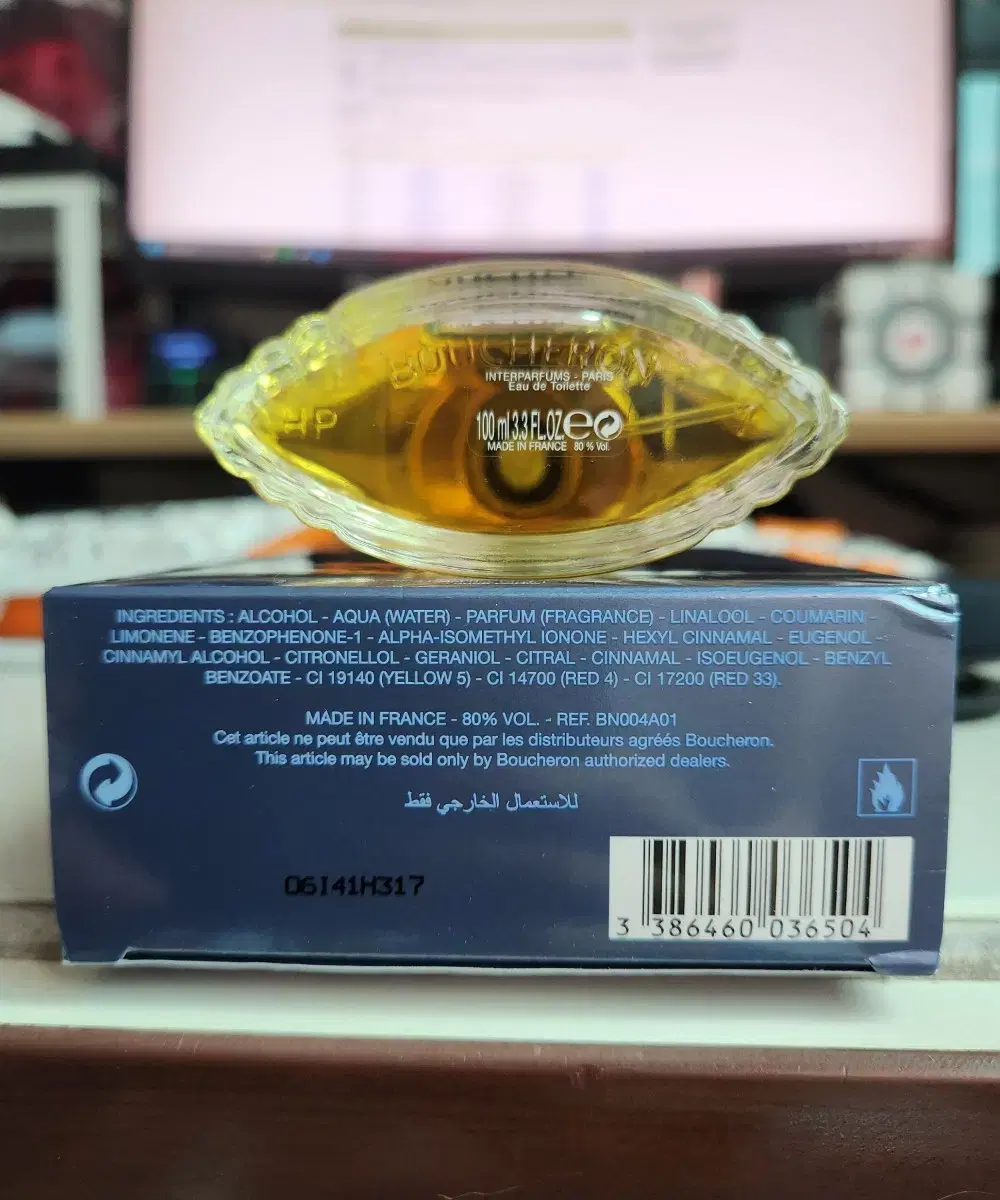 BOUCHERON
INTERPARFUMS - PARIS
Eau de Toilette
HP
100 ml 3.3 FL.OZ e
MADE IN FRANCE 80 % Vol.
INGREDIENTS : ALCOHOL - AQUA (WATER) - PARFUM (FRAGRANCE) - LINALOOL - COUMARIN -
LIMONENE - BENZOPHENONE-1 - ALPHA-ISOMETHYL IONONE - HEXYL CINNAMAL - EUGENOL -
CINNAMYL ALCOHOL - CITRONELLOL - GERANIOL - CITRAL - CINNAMAL - ISOEUGENOL - BENZYL
BENZOATE - CI 19140 (YELLOW 5) - CI 14700 (RED 4) - CI 17200 (RED 33).
MADE IN FRANCE - 80% VOL. - REF. BN004A01
Cet article ne peut être vendu que par les distributeurs agréés Boucheron.
This article may be sold only by Boucheron authorized dealers.
للاستعمال الخارجي فقط
06I41H317
3 386460 036504